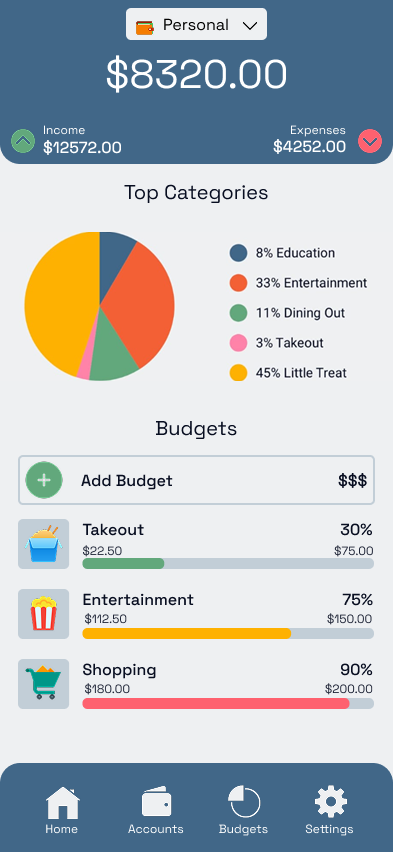 Personal
$8320.00
Income
$12572.00
Expenses
$4252.00
Top Categories
8% Education
33% Entertainment
11% Dining Out
3% Takeout
45% Little Treat
Budgets
Add Budget $$$
Takeout 30%
$22.50 $75.00
Entertainment 75%
$112.50 $150.00
Shopping 90%
$180.00 $200.00
Home Accounts Budgets Settings